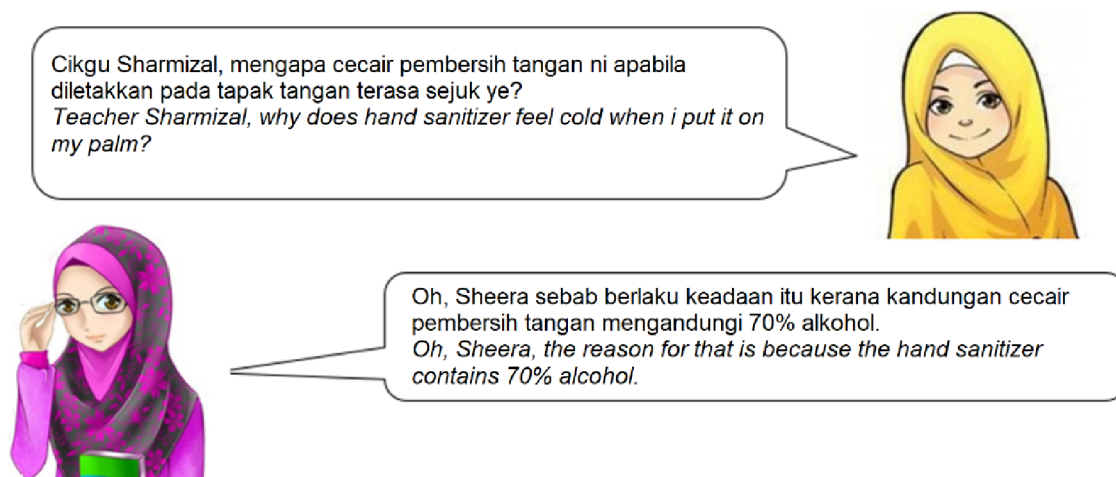 Cikgu Sharmizal, mengapa cecair pembersih tangan ni apabila
diletakkan pada tapak tangan terasa sejuk ye?
Teacher Sharmizal, why does hand sanitizer feel cold when i put it on
my palm?
Oh, Sheera sebab berlaku keadaan itu kerana kandungan cecair
pembersih tangan mengandungi 70% alkohol.
Oh, Sheera, the reason for that is because the hand sanitizer
contains 70% alcohol.